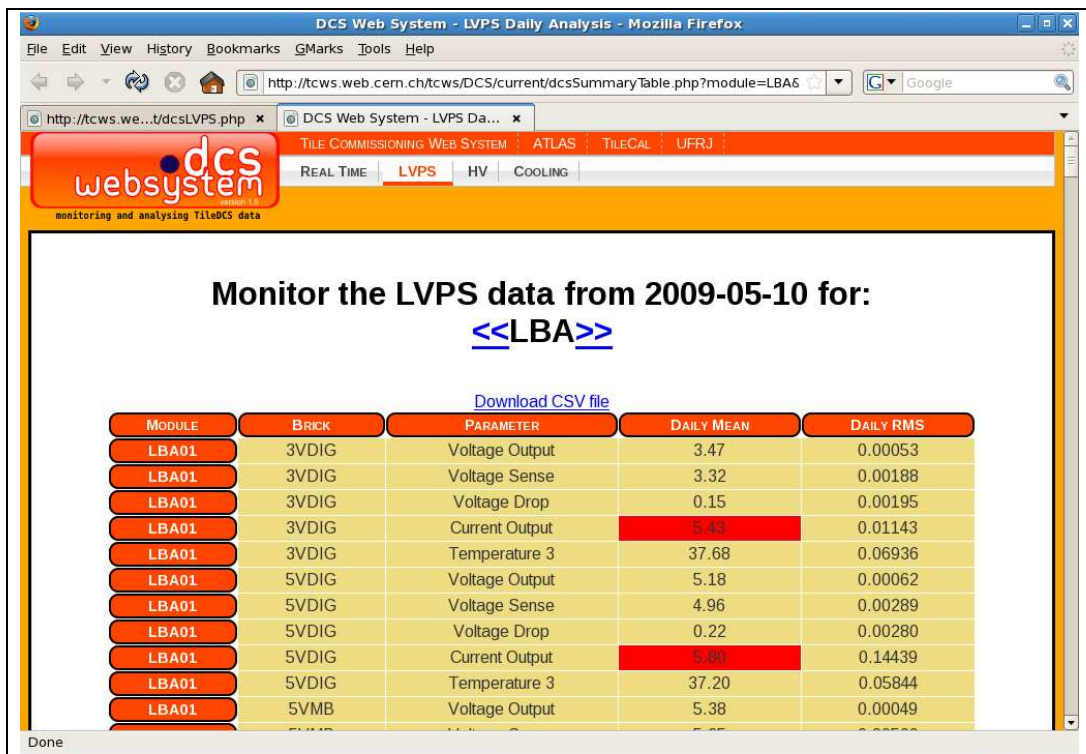 DCS Web System - LVPS Daily Analysis - Mozilla Firefox
File Edit View History Bookmarks GMarks Tools Help
http://tcws.web.cern.ch/tcws/DCS/current/dcsSummaryTable.php?module=LBA& Google
http://tcws.we...t/dcsLVPS.php DCS Web System - LVPS Da...
TILE COMMISSIONING WEB SYSTEM ATLAS TILECAL UFRJ
dcs
websystem
version 1.5
monitoring and analysing TileDCS data
REAL TIME LVPS HV COOLING
Monitor the LVPS data from 2009-05-10 for:
<<LBA>>
Download CSV file
MODULE BRICK PARAMETER DAILY MEAN DAILY RMS
LBA01 3VDIG Voltage Output 3.47 0.00053
LBA01 3VDIG Voltage Sense 3.32 0.00188
LBA01 3VDIG Voltage Drop 0.15 0.00195
LBA01 3VDIG Current Output 5.43 0.01143
LBA01 3VDIG Temperature 3 37.68 0.06936
LBA01 5VDIG Voltage Output 5.18 0.00062
LBA01 5VDIG Voltage Sense 4.96 0.00289
LBA01 5VDIG Voltage Drop 0.22 0.00280
LBA01 5VDIG Current Output 5.80 0.14439
LBA01 5VDIG Temperature 3 37.20 0.05844
LBA01 5VMB Voltage Output 5.38 0.00049
Done